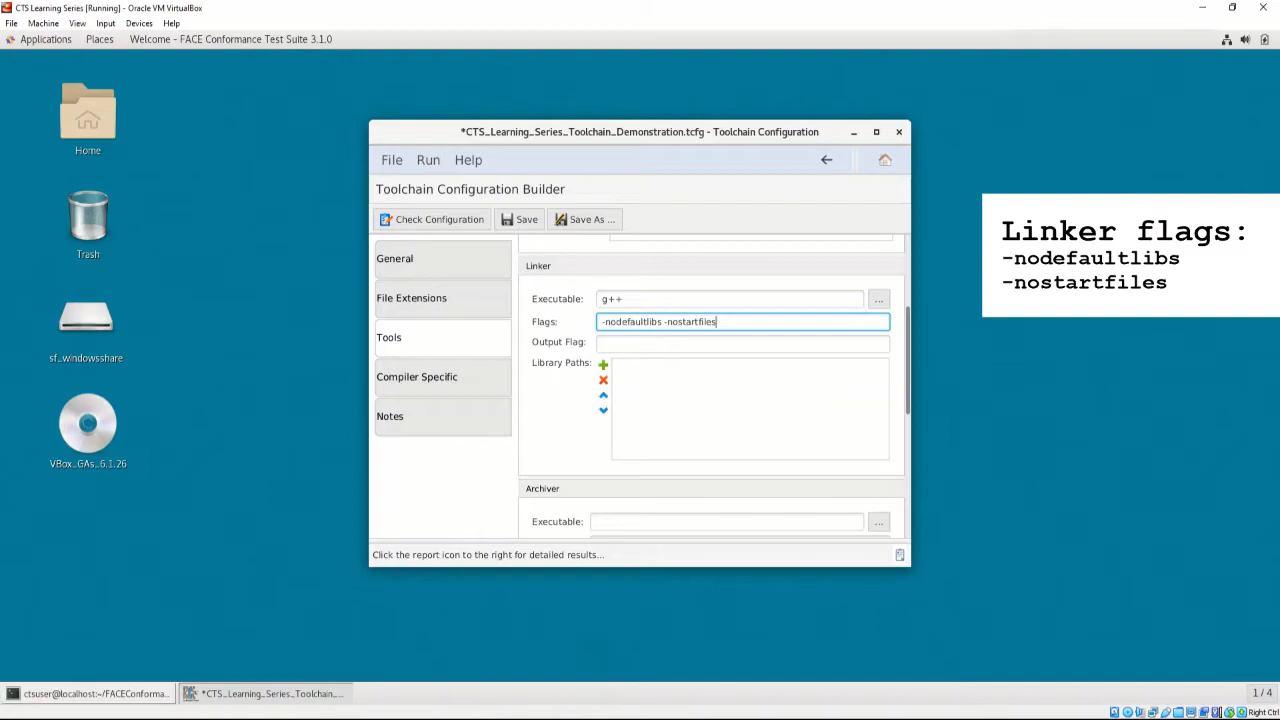 CTS Learning Series [Running] - Oracle VM VirtualBox
File Machine View Input Devices Help
Applications Places Welcome - FACE Conformance Test Suite 3.1.0
Home
Trash
sf_windowsshare
VBox_GAs_6.1.26
*CTS_Learning_Series_Toolchain_Demonstration.tcfg - Toolchain Configuration
File Run Help
Toolchain Configuration Builder
Check Configuration Save Save As ...
General
File Extensions
Tools
Compiler Specific
Notes
Linker
Executable: g++ ...
Flags: -nodefaultlibs -nostartfiles
Output Flag:
Library Paths:
Archiver
Executable: ...
Click the report icon to the right for detailed results...
Linker flags:
-nodefaultlibs
-nostartfiles
ctsuser@localhost:~/FACEConforma... *CTS_Learning_Series_Toolchain_... 1 / 4
Right Ctrl